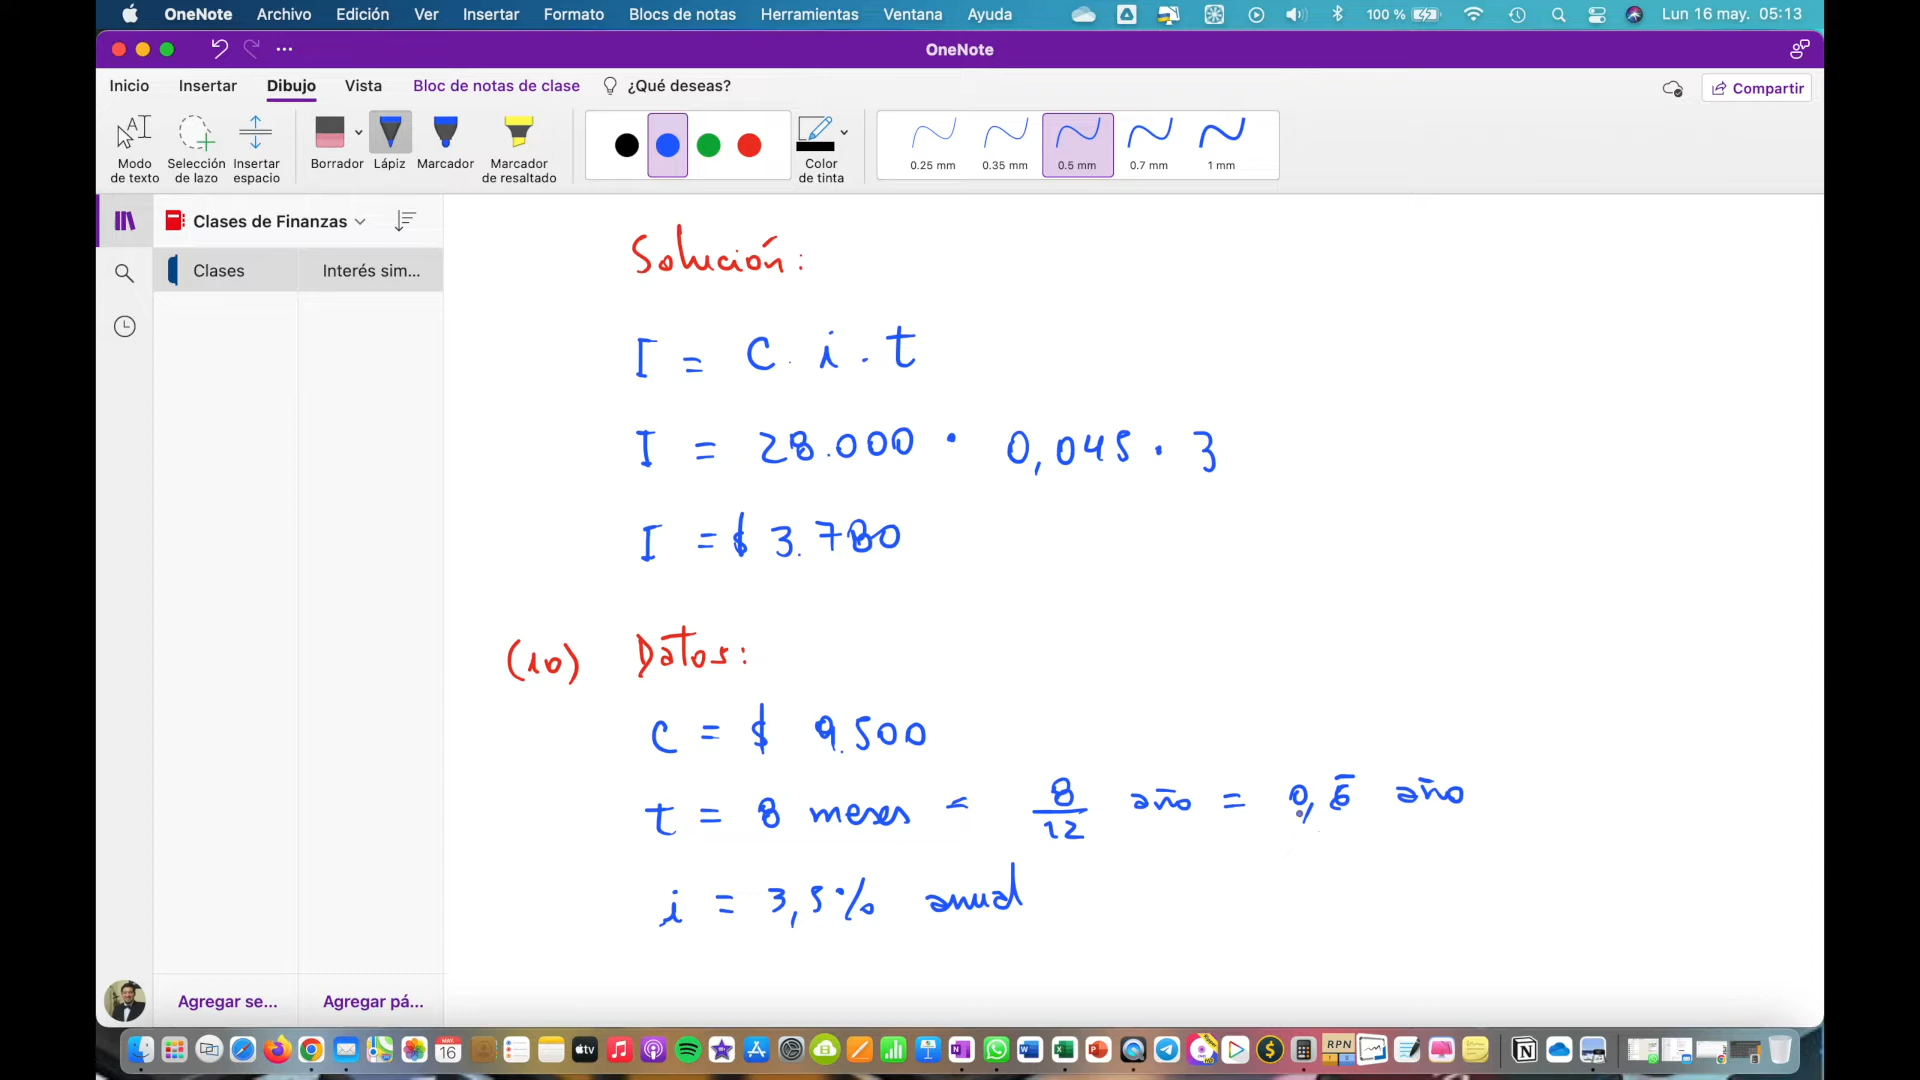 OneNote Archivo Edición Ver Insertar Formato Blocs de notas Herramientas Ventana Ayuda 100 % Lun 16 may. 05:13
OneNote
Inicio Insertar Dibujo Vista Bloc de notas de clase ¿Qué deseas? Compartir
Modo de texto
Selección de lazo
Insertar espacio
Borrador
Lápiz
Marcador
Marcador de resaltado
Color de tinta
0.25 mm 0.35 mm 0.5 mm 0.7 mm 1 mm
Clases de Finanzas
Clases Interés sim...
Solución:
I = C . i . t
I = 28.000 · 0,045 · 3
I = $ 3.780
(10) Datos:
C = $ 9.500
t = 8 meses = 8/12 año = 0,6̅ año
i = 3,5% anual
Agregar se... Agregar pá...
MAY. 16
tv
RPN